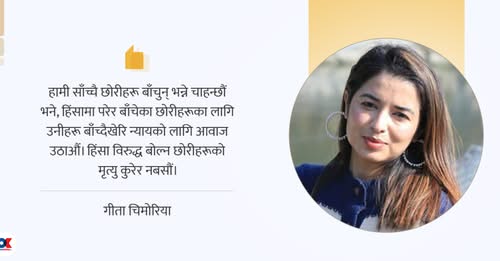 हामी साँच्चै छोरीहरू बाँचुन् भन्ने चाहन्छौं
भने, हिंसामा परेर बाँचेका छोरीहरूका लागि
उनीहरू बाँच्दैखेरि न्यायको लागि आवाज
उठाऔं। हिंसा विरुद्ध बोल्न छोरीहरूको
मृत्यु कुरेर नबसौं।
गीता चिमोरिया